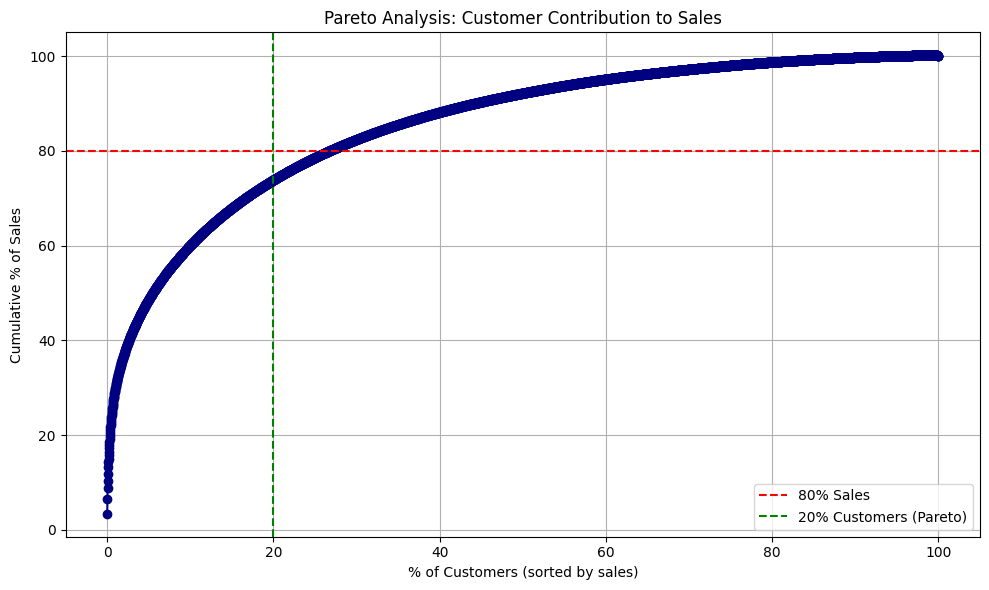 Pareto Analysis: Customer Contribution to Sales
Cumulative % of Sales
100
80
60
40
20
0
0 20 40 60 80 100
% of Customers (sorted by sales)
80% Sales
20% Customers (Pareto)